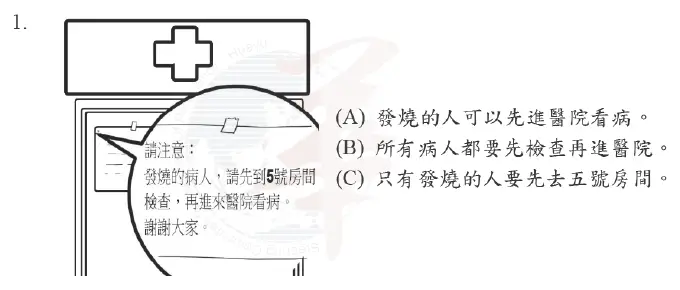 1.
請注意：
發燒的病人，請先到5號房間
檢查，再進來醫院看病。
謝謝大家。
(A) 發燒的人可以先進醫院看病。
(B) 所有病人都要先檢查再進醫院。
(C) 只有發燒的人要先去五號房間。